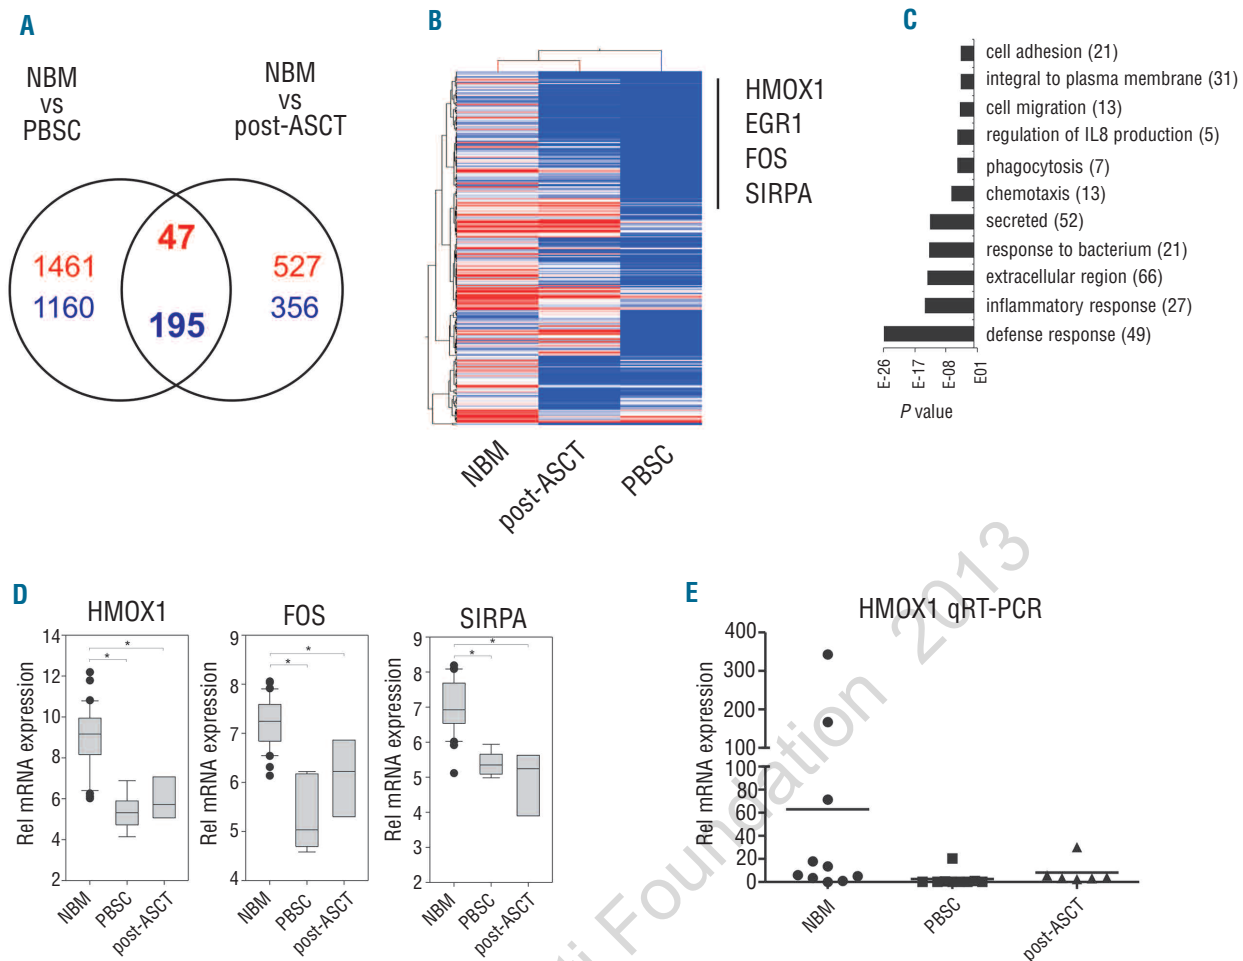 A
NBM
vs
PBSC
NBM
vs
post-ASCT
1461
1160
47
195
527
356
B
HMOX1
EGR1
FOS
SIRPA
NBM
post-ASCT
PBSC
C
cell adhesion (21)
integral to plasma membrane (31)
cell migration (13)
regulation of IL8 production (5)
phagocytosis (7)
chemotaxis (13)
secreted (52)
response to bacterium (21)
extracellular region (66)
inflammatory response (27)
defense response (49)
E-26
E-17
E-08
E01
P value
D
HMOX1
Rel mRNA expression
14
12
10
8
6
4
2
*
*
NBM
PBSC
post-ASCT
FOS
Rel mRNA expression
9
8
7
6
5
4
*
*
NBM
PBSC
post-ASCT
SIRPA
Rel mRNA expression
9
8
7
6
5
4
3
2
*
*
NBM
PBSC
post-ASCT
E
HMOX1 qRT-PCR
Rel mRNA expression
400
300
200
100
100
80
60
40
20
0
NBM
PBSC
post-ASCT
ti Foundation 2013